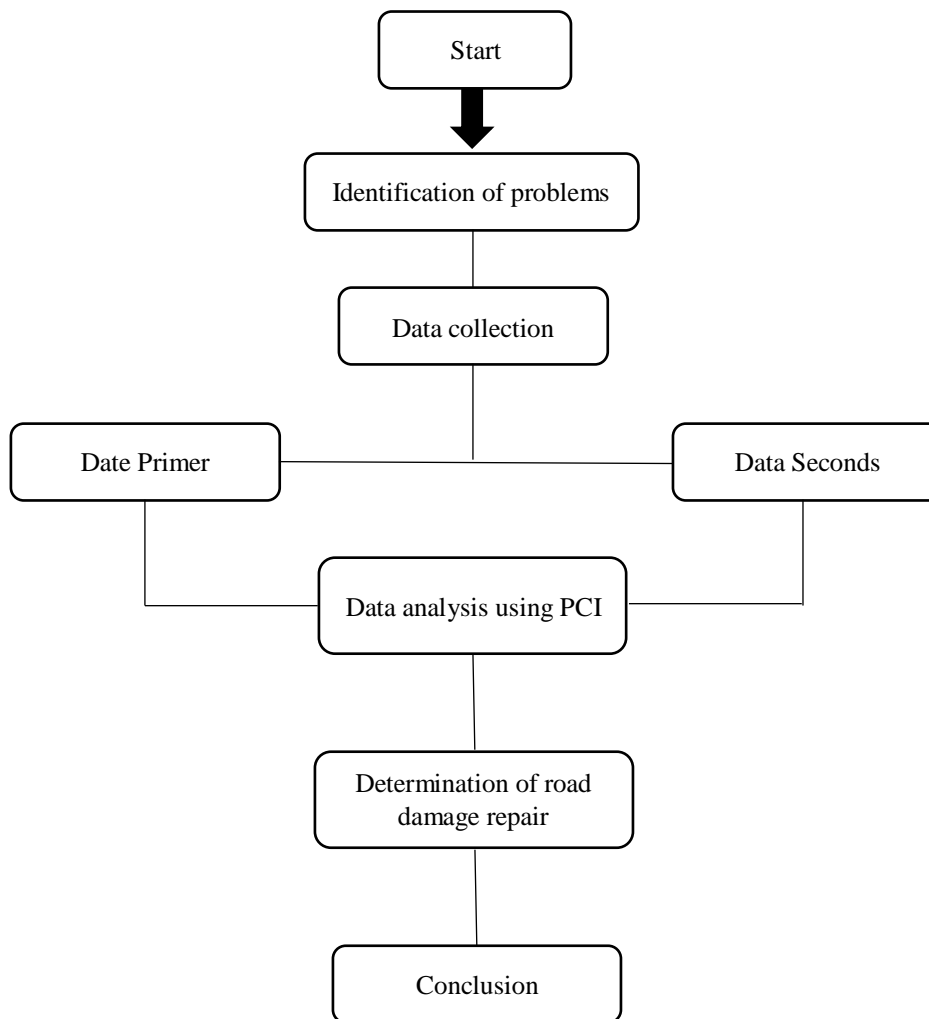 Start
Identification of problems
Data collection
Date Primer
Data Seconds
Data analysis using PCI
Determination of road
damage repair
Conclusion